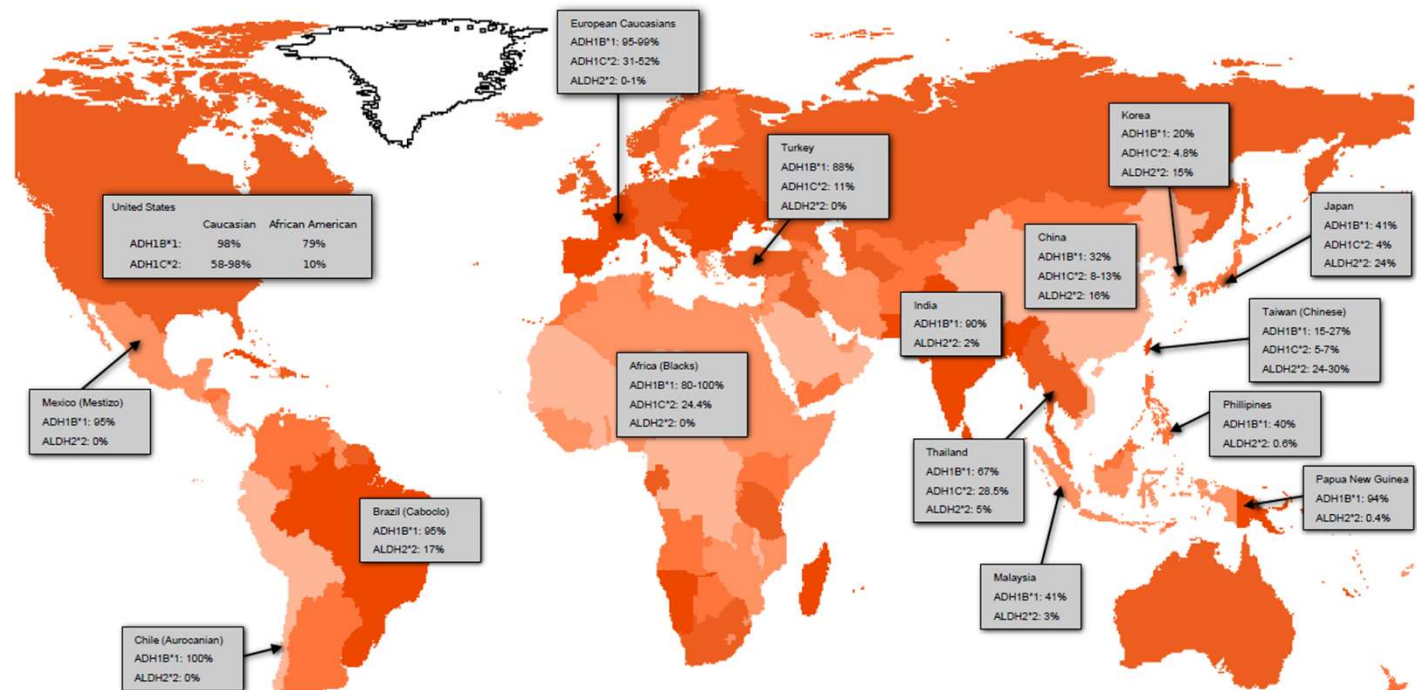 European Caucasians
ADH1B*1: 95-99%
ADH1C*2: 31-52%
ALDH2*2: 0-1%
Turkey
ADH1B*1: 88%
ADH1C*2: 11%
ALDH2*2: 0%
Korea
ADH1B*1: 20%
ADH1C*2: 4.8%
ALDH2*2: 15%
United States
Caucasian African American
ADH1B*1: 98% 79%
ADH1C*2: 58-98% 10%
Japan
ADH1B*1: 41%
ADH1C*2: 4%
ALDH2*2: 24%
China
ADH1B*1: 32%
ADH1C*2: 8-13%
ALDH2*2: 16%
India
ADH1B*1: 90%
ALDH2*2: 2%
Taiwan (Chinese)
ADH1B*1: 15-27%
ADH1C*2: 5-7%
ALDH2*2: 24-30%
Africa (Blacks)
ADH1B*1: 80-100%
ADH1C*2: 24.4%
ALDH2*2: 0%
Mexico (Mestizo)
ADH1B*1: 95%
ALDH2*2: 0%
Phillipines
ADH1B*1: 40%
ALDH2*2: 0.6%
Thailand
ADH1B*1: 67%
ADH1C*2: 28.5%
ALDH2*2: 5%
Papua New Guinea
ADH1B*1: 94%
ALDH2*2: 0.4%
Brazil (Caboclo)
ADH1B*1: 95%
ALDH2*2: 17%
Malaysia
ADH1B*1: 41%
ALDH2*2: 3%
Chile (Aurocanian)
ADH1B*1: 100%
ALDH2*2: 0%